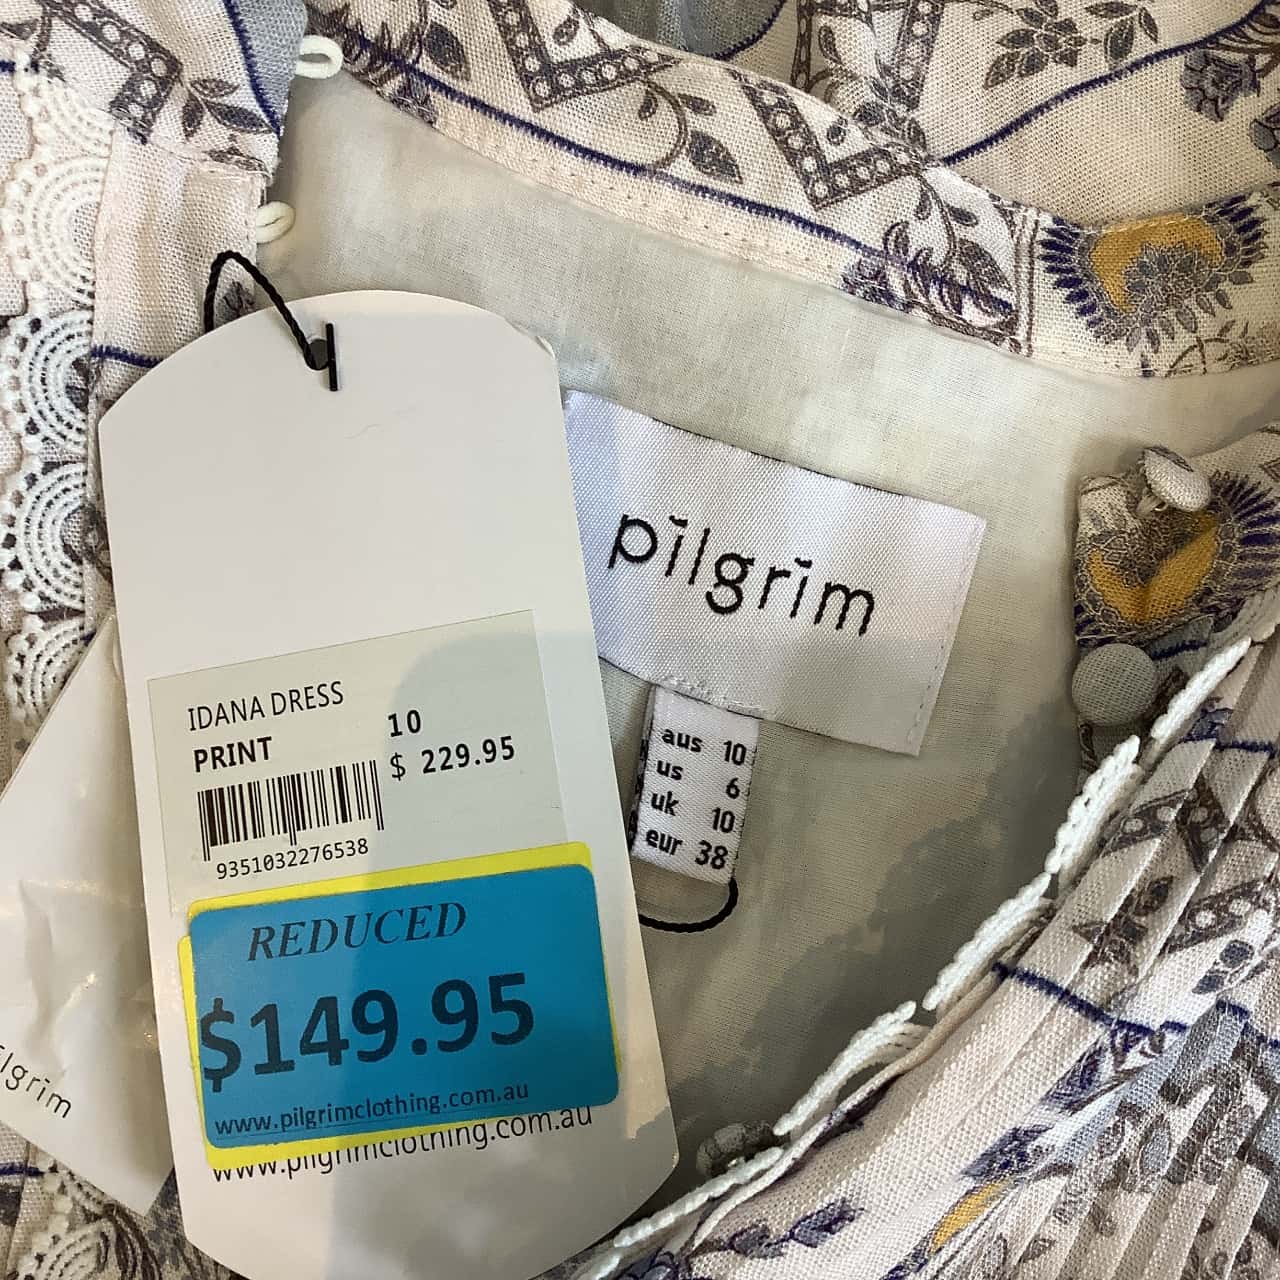 pilgrim
aus 10
us 6
uk 10
eur 38
IDANA DRESS
PRINT 10
$ 229.95
9351032276538
REDUCED
$149.95
www.pilgrimclothing.com.au
www.pilgrimclothing.com.au
lgrim